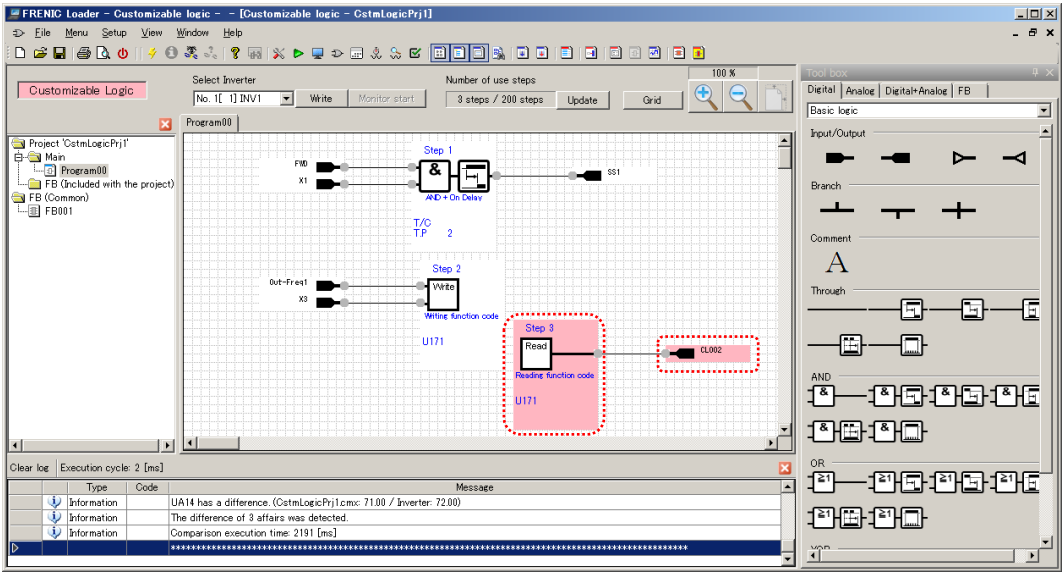 FRENIC Loader - Customizable logic - - [Customizable logic - CstmLogicPrj1]
File Menu Setup View Window Help
Customizable Logic
Select Inverter
No. 1[ 1] INV1
Write
Monitor start
Number of use steps
3 steps / 200 steps
Update
Grid
100 %
Project 'CstmLogicPrj1'
Main
Program00
FB (Included with the project)
FB (Common)
FB001
Program00
Step 1
FWD
X1
&
SS1
AND + On Delay
T/C
T.P 2
Step 2
Out-Freq1
X3
Write
Writing function code
U171
Step 3
Read
CL002
Reading function code
U171
Tool box
Digital Analog Digital+Analog FB
Basic logic
Input/Output
Branch
Comment
A
Through
AND
& & & &
& &
OR
≥1 ≥1 ≥1 ≥1
≥1 ≥1
Clear log Execution cycle: 2 [ms]
Type Code Message
Information UA14 has a difference. (CstmLogicPrj1.cmx: 71.00 / Inverter: 72.00)
Information The difference of 3 affairs was detected.
Information Comparison execution time: 2191 [ms]